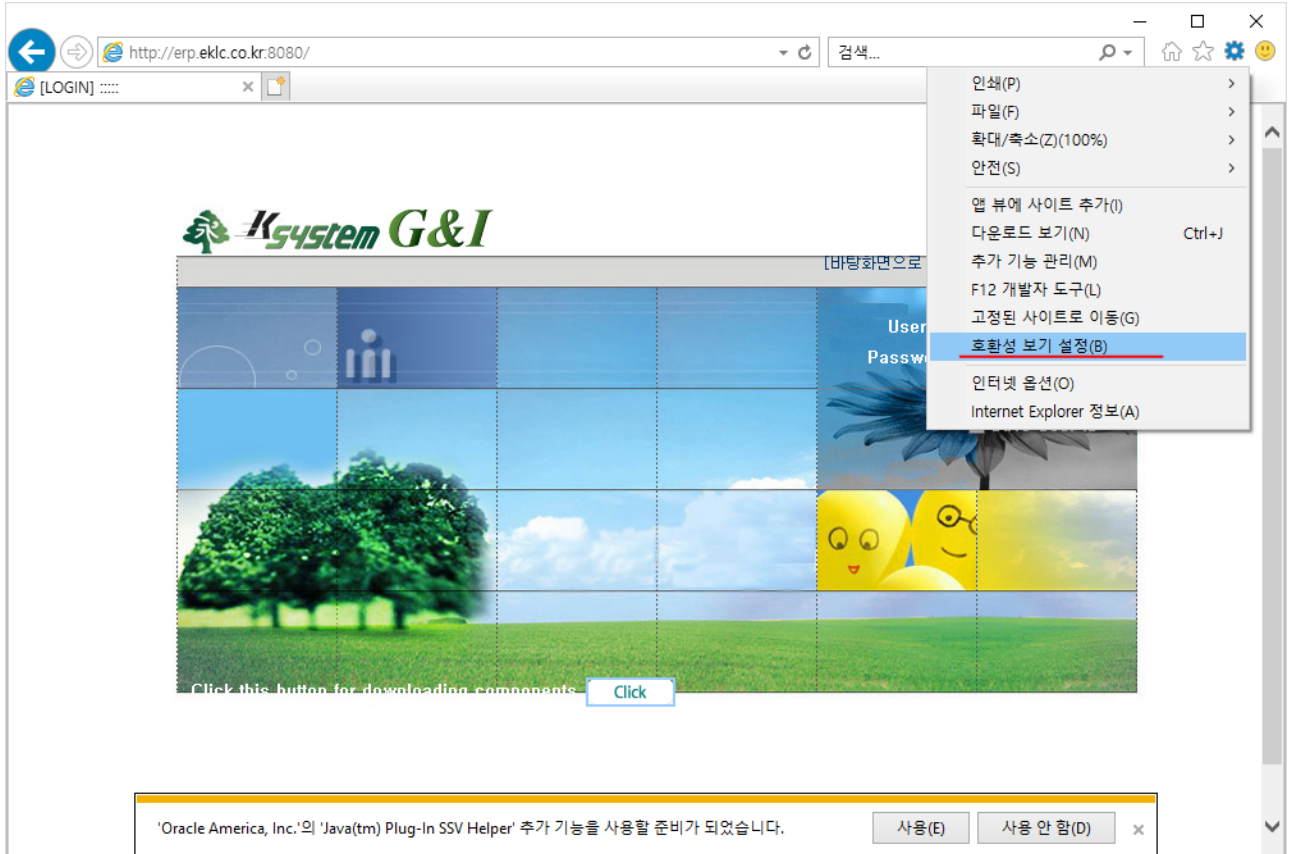 http://erp.eklc.co.kr:8080/
검색...
[LOGIN] :::::
인쇄(P)
파일(F)
확대/축소(Z)(100%)
안전(S)
앱 뷰에 사이트 추가(I)
다운로드 보기(N) Ctrl+J
추가 기능 관리(M)
F12 개발자 도구(L)
고정된 사이트로 이동(G)
호환성 보기 설정(B)
인터넷 옵션(O)
Internet Explorer 정보(A)
永 Ksystem G&I
[바탕화면으로
User
Passw
Click this button for downloading components Click
'Oracle America, Inc.'의 'Java(tm) Plug-In SSV Helper' 추가 기능을 사용할 준비가 되었습니다. 사용(E) 사용 안 함(D)